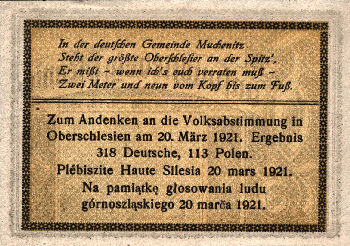 In der deutschen Gemeinde Muchenitz
Steht der größte Oberschlesier an der Spitz'.
Er mißt - wenn ich's euch verraten muß -
Zwei Meter und neun vom Kopf bis zum Fuß.
Zum Andenken an die Volksabstimmung in
Oberschlesien am 20. März 1921. Ergebnis
318 Deutsche, 113 Polen.
Plébiszite Haute Silesia 20 mars 1921.
Na pamiątkę głosowania ludu
górnoszląskiego 20 marca 1921.